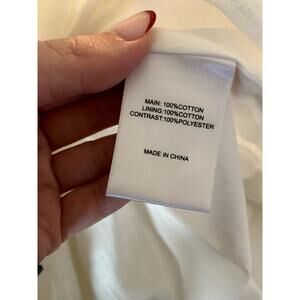 MAIN: 100%COTTON
LINING:100%COTTON
CONTRAST:100%POLYESTER
MADE IN CHINA